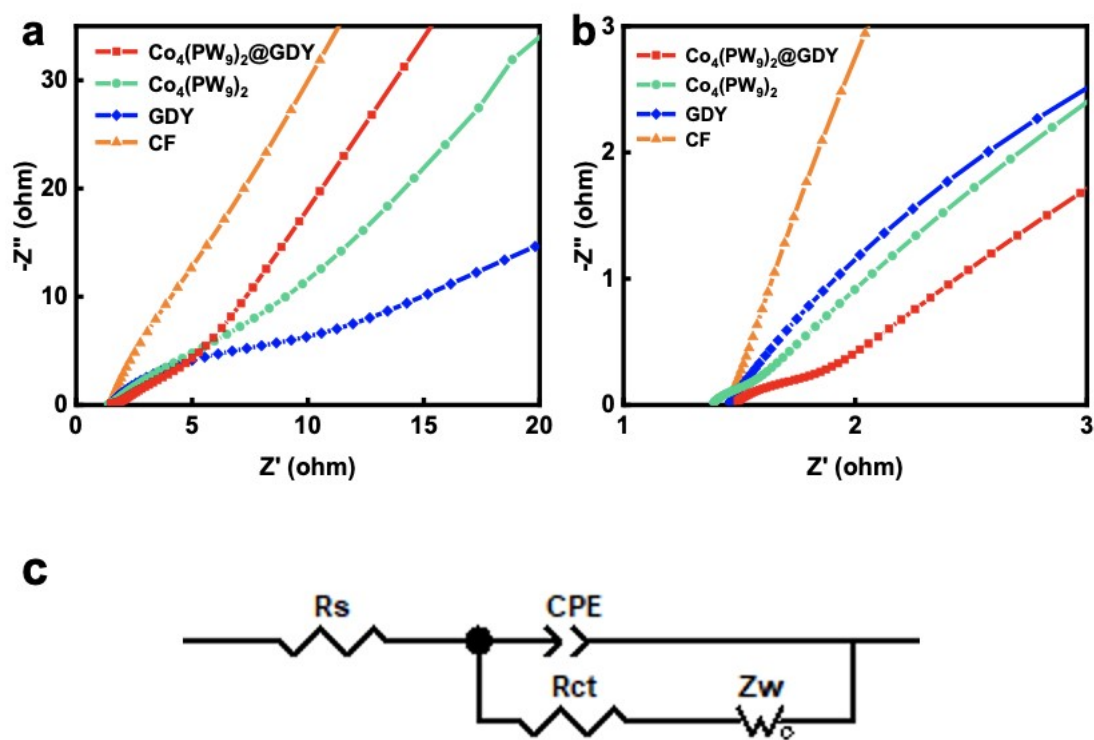 a
Co₄(PW₉)₂@GDY
Co₄(PW₉)₂
GDY
CF
30
20
10
0
0
5
10
15
20
-Z'' (ohm)
Z' (ohm)
b
Co₄(PW₉)₂@GDY
Co₄(PW₉)₂
GDY
CF
3
2
1
0
1
2
3
-Z'' (ohm)
Z' (ohm)
c
Rs
CPE
Rct
Zw
W
o